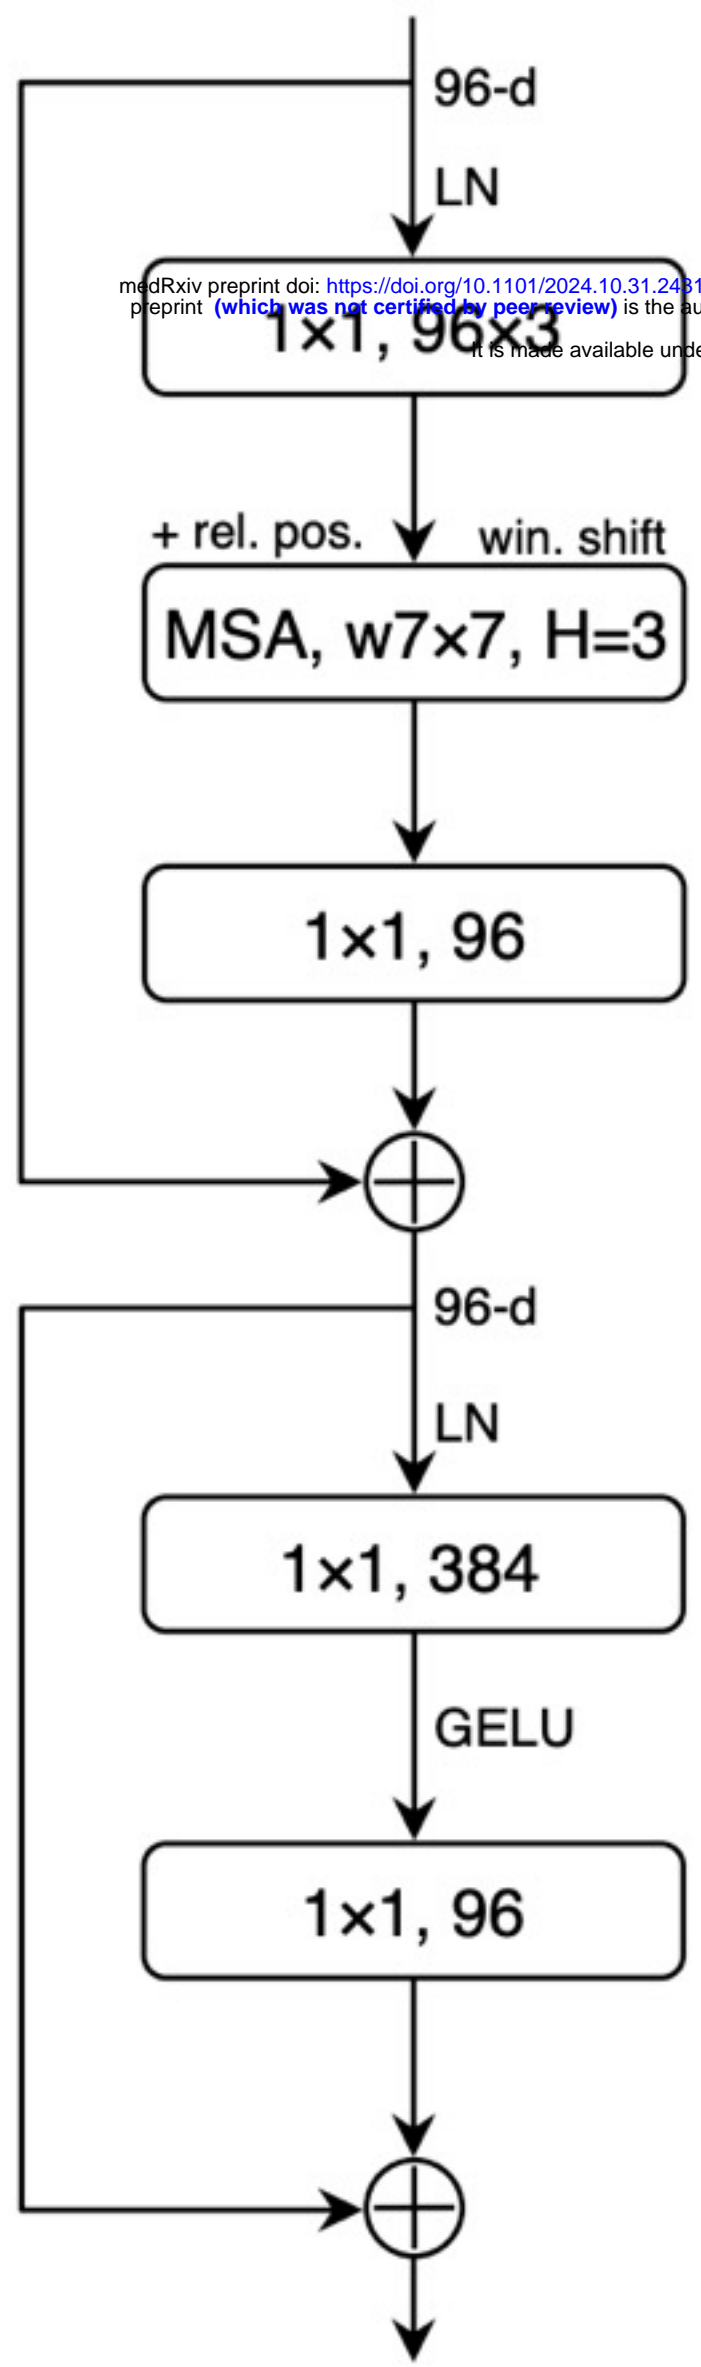 96-d
LN
medRxiv preprint doi: https://doi.org/10.1101/2024.10.31.2431
preprint (which was not certified by peer review) is the
1×1, 96×3
It is made available
+ rel. pos. win. shift
MSA, w7×7, H=3
1×1, 96
96-d
LN
1×1, 384
GELU
1×1, 96